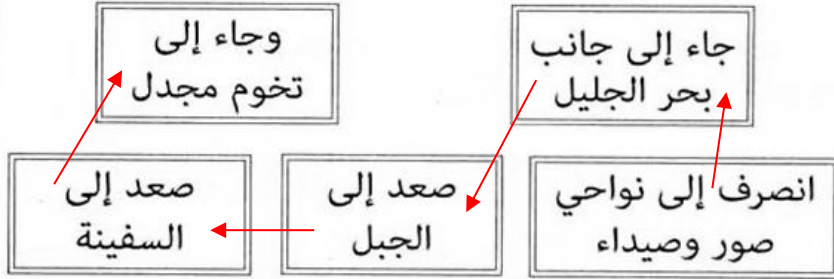 جاء إلى جانب
بحر الجليل
وجاء إلى
تخوم مجدل
انصرف إلى نواحي
صور وصيداء
صعد إلى
الجبل
صعد إلى
السفينة